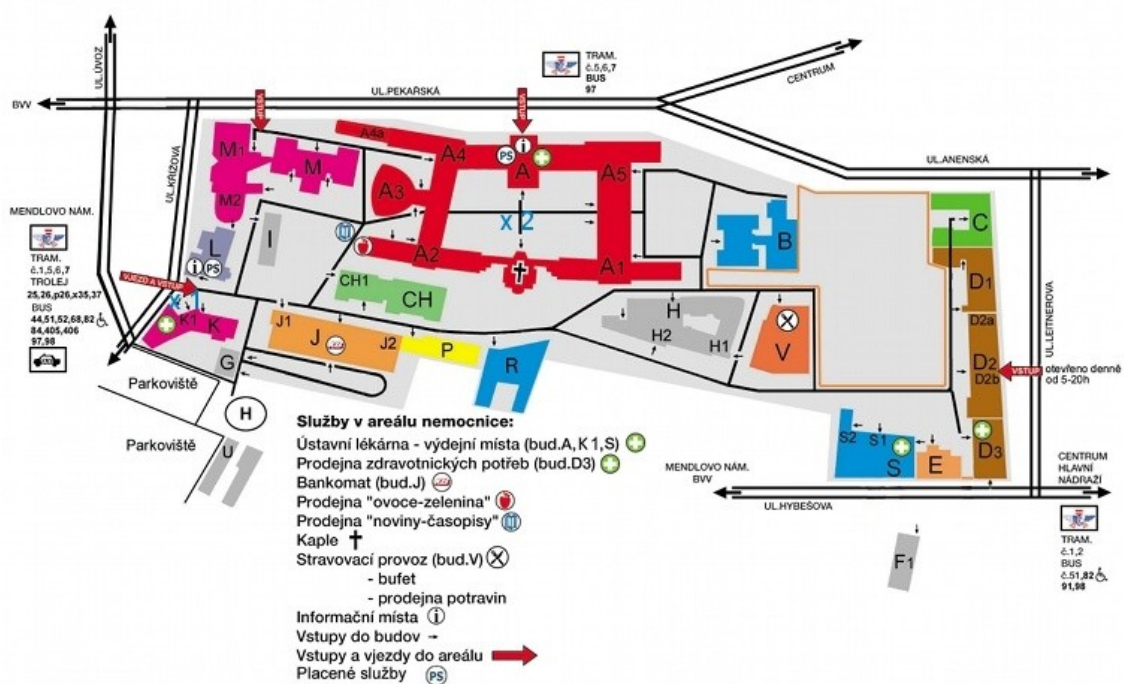 UL.ÚVOZ
BVV
UL.KŘÍŽOVÁ
UL.PEKAŘSKÁ
TRAM.
č.5,6,7
BUS
97
CENTRUM
UL.ANENSKÁ
UL.LEITNEROVA
VSTUP
VSTUP
M1
M
M2
A4a
A4
A3
A2
PS
i
A
A5
A1
x 2
B
C
D1
D2a
D2
D2b
D3
VSTUP
otevřeno denně
od 5-20h
MENDLOVO NÁM.
TRAM.
č.1,5,6,7
TROLEJ
25,26,p26,x35,37
BUS
44,51,52,68,82
84,405,406
97,98
VJEZD A VSTUP
x 1
L
i
PS
I
K1
K
G
CH1
CH
J1
J
J2
P
R
H
H2
H1
V
S2
S1
S
E
Parkoviště
Parkoviště
H
U
MENDLOVO NÁM.
BVV
UL.HYBEŠOVA
CENTRUM
HLAVNÍ
NÁDRAŽÍ
TRAM.
č.1,2
BUS
č.51,82
91,98
F1
Služby v areálu nemocnice:
Ústavní lékárna - výdejní místa (bud.A, K 1,S)
Prodejna zdravotnických potřeb (bud.D3)
Bankomat (bud.J)
Prodejna "ovoce-zelenina"
Prodejna "noviny-časopisy"
Kaple
Stravovací provoz (bud.V)
- bufet
- prodejna potravin
Informační místa i
Vstupy do budov
Vstupy a vjezdy do areálu
Placené služby PS